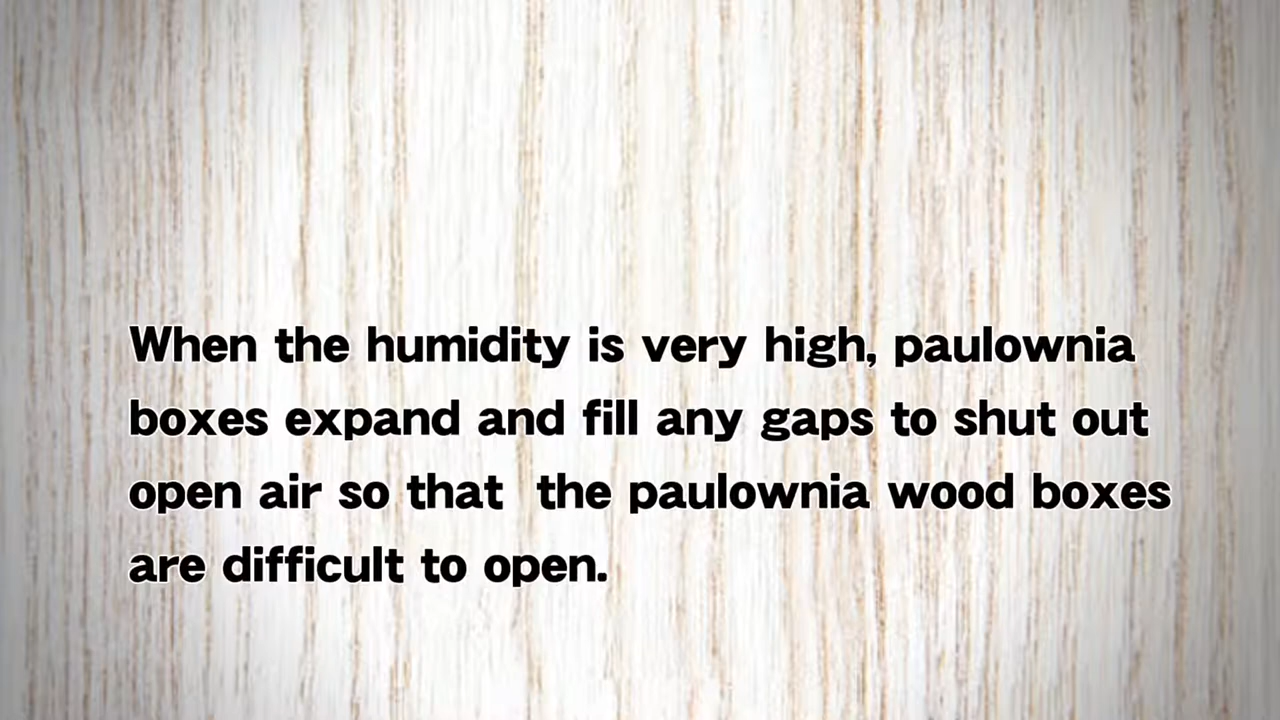 When the humidity is very high, paulownia
boxes expand and fill any gaps to shut out
open air so that  the paulownia wood boxes
are difficult to open.